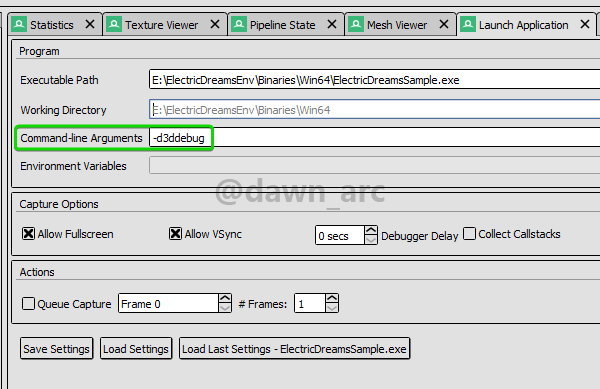 Statistics Texture Viewer Pipeline State Mesh Viewer Launch Application
Program
Executable Path E:\ElectricDreamsEnv\Binaries\Win64\ElectricDreamsSample.exe
Working Directory E:\ElectricDreamsEnv\Binaries\Win64
Command-line Arguments -d3ddebug
Environment Variables
@dawn_arc
Capture Options
Allow Fullscreen Allow VSync 0 secs Debugger Delay Collect Callstacks
Actions
Queue Capture Frame 0 # Frames: 1
Save Settings Load Settings Load Last Settings - ElectricDreamsSample.exe